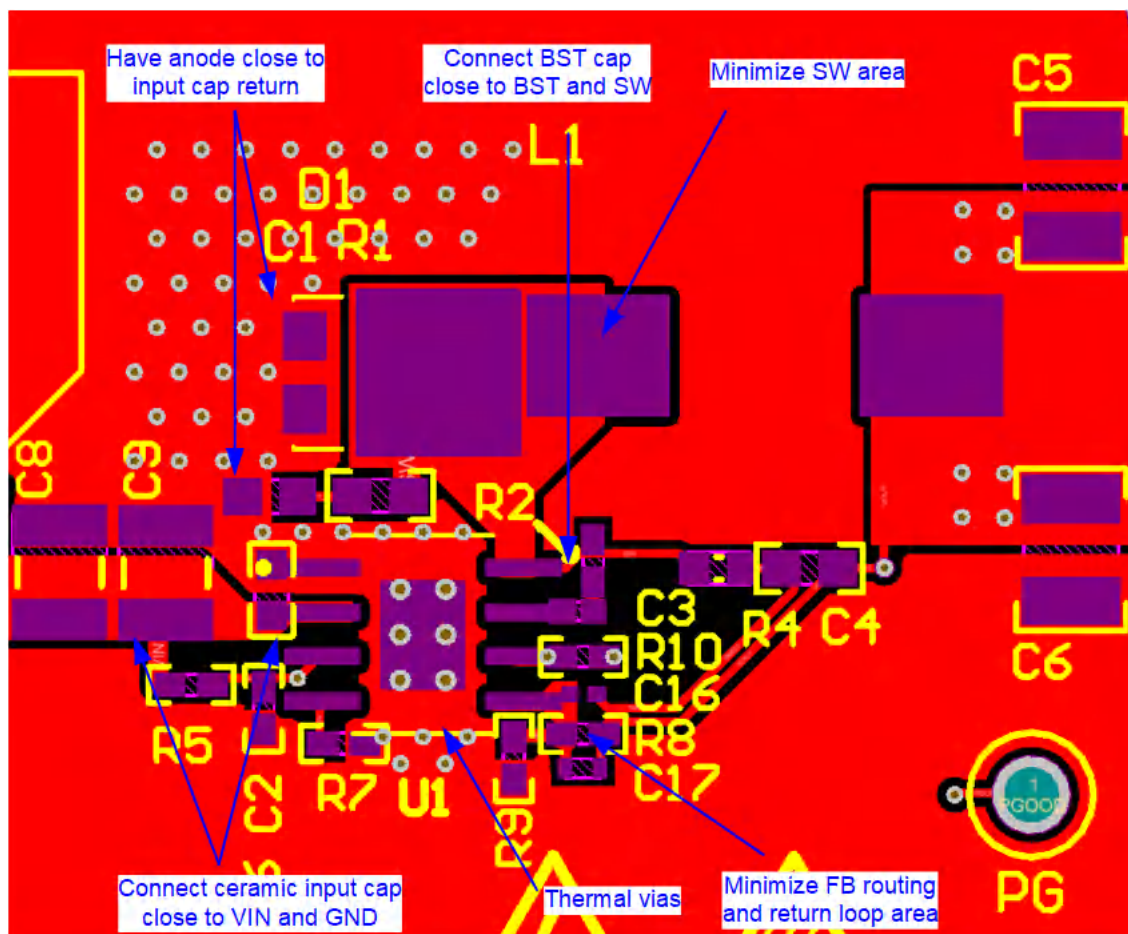 Have anode close to
input cap return
Connect BST cap
close to BST and SW
Minimize SW area
C5
L1
D1
C1 R1
C8
C9
R2
C3
R4
C4
R10
C6
C16
R5
R8
C2
R7
U1
C17
R9
1
PGOOD
PG
VIN
Connect ceramic input cap
close to VIN and GND
Thermal vias
Minimize FB routing
and return loop area